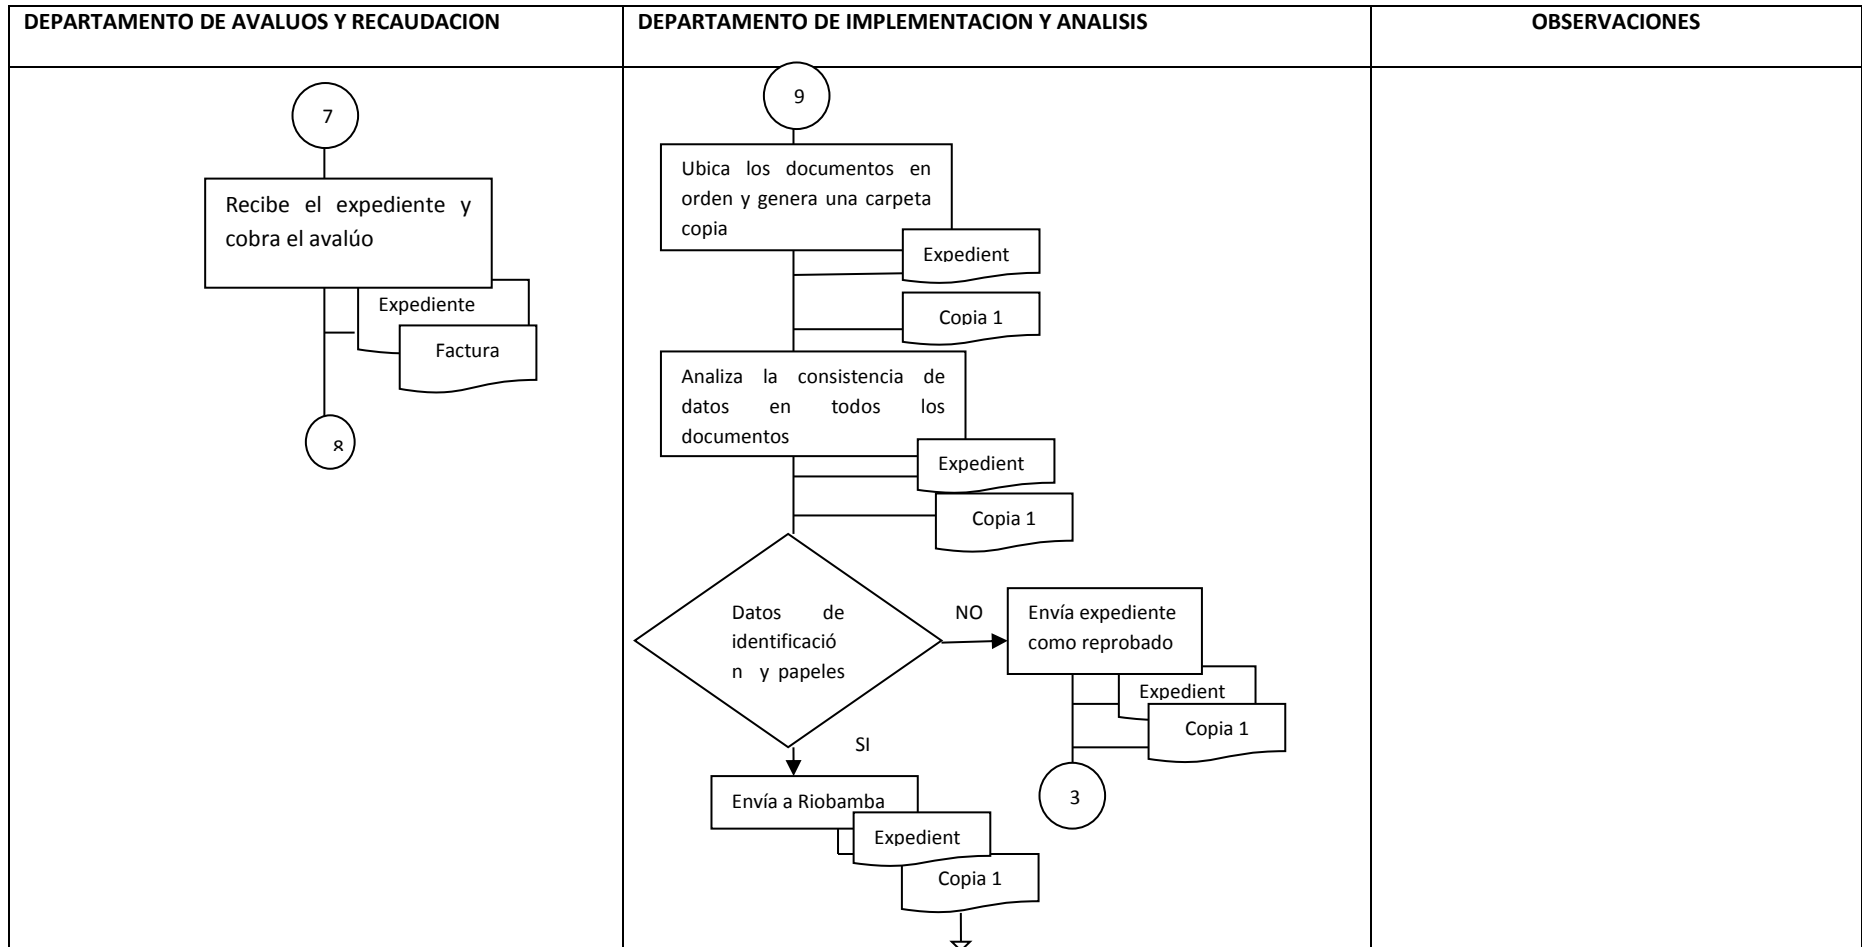 DEPARTAMENTO DE AVALUOS Y RECAUDACION
DEPARTAMENTO DE IMPLEMENTACION Y ANALISIS
OBSERVACIONES
7
Recibe el expediente y
cobra el avalúo
Expediente
Factura
8
9
Ubica los documentos en
orden y genera una carpeta
copia
Expedient
Copia 1
Analiza la consistencia de
datos en todos los
documentos
Expedient
Copia 1
Datos de
identificació
n y papeles
NO
Envía expediente
como reprobado
Expedient
Copia 1
3
SI
Envía a Riobamba
Expedient
Copia 1